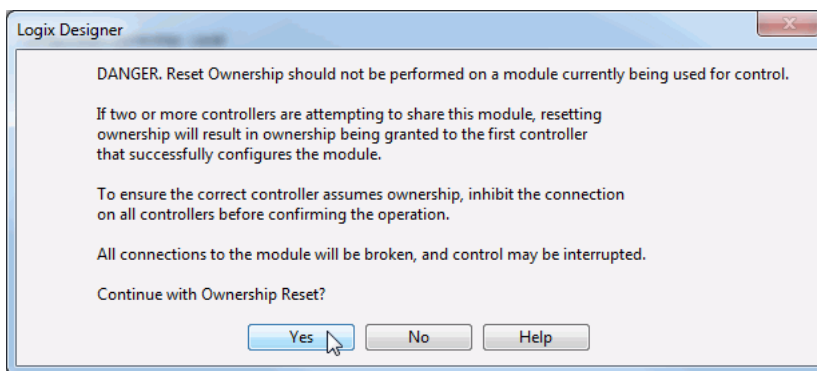 Logix Designer
DANGER. Reset Ownership should not be performed on a module currently being used for control.
If two or more controllers are attempting to share this module, resetting
ownership will result in ownership being granted to the first controller
that successfully configures the module.
To ensure the correct controller assumes ownership, inhibit the connection
on all controllers before confirming the operation.
All connections to the module will be broken, and control may be interrupted.
Continue with Ownership Reset?
Yes No Help